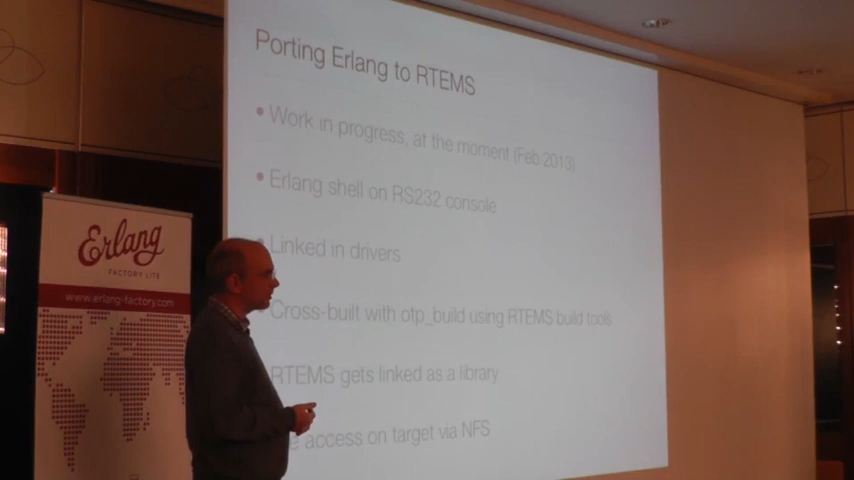 Porting Erlang to RTEMS
• Work in progress, at the moment (Feb 2013)
• Erlang shell on RS232 console
• Linked in drivers
Cross-built with otp_build using RTEMS build tools
RTEMS gets linked as a library
access on target via NFS
Erlang
FACTORY LITE
www.erlang-factory.com